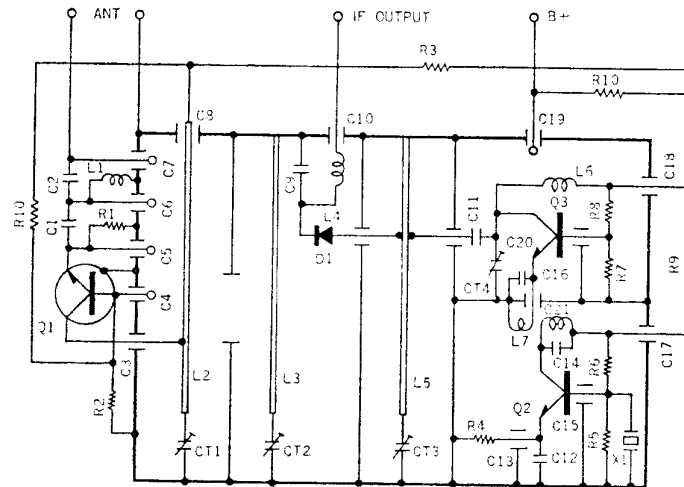 ANT
IF OUTPUT
B+
R3
R10
C8
C10
C19
C18
L1
C7
C2
C9
L6
C6
R10
R1
C1
L4
C11
Q3
R8
C5
D1
C20
R9
C16
R7
C4
CT4
Q1
L7
C21
C3
C14
C17
L2
L3
L5
R6
R2
Q2
R4
C15
R5
CT1
CT2
CT3
C13
C12
X1